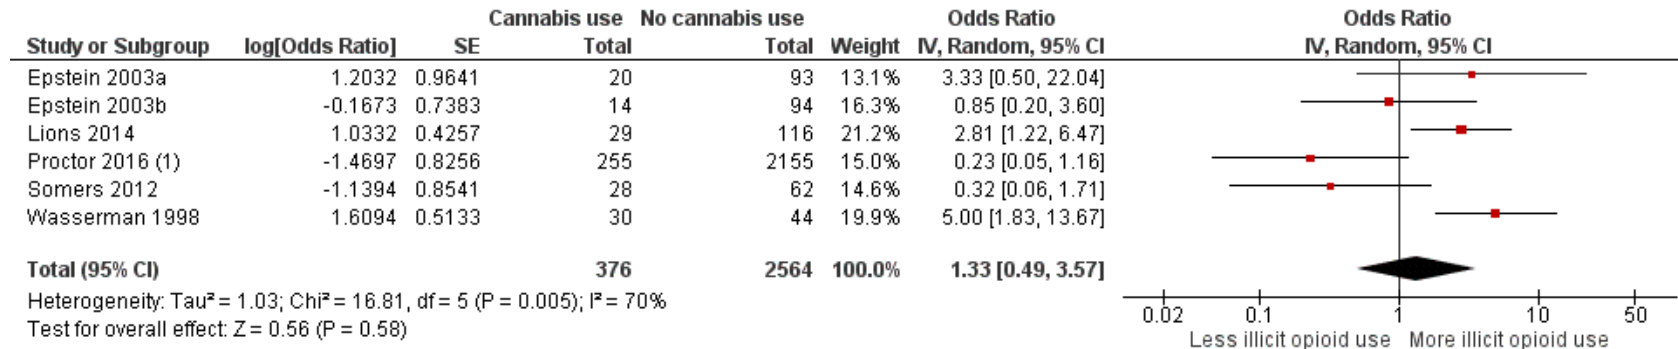 Cannabis use No cannabis use Odds Ratio Odds Ratio
Study or Subgroup log[Odds Ratio] SE Total Total Weight IV, Random, 95% CI IV, Random, 95% CI
Epstein 2003a 1.2032 0.9641 20 93 13.1% 3.33 [0.50, 22.04]
Epstein 2003b -0.1673 0.7383 14 94 16.3% 0.85 [0.20, 3.60]
Lions 2014 1.0332 0.4257 29 116 21.2% 2.81 [1.22, 6.47]
Proctor 2016 (1) -1.4697 0.8256 255 2155 15.0% 0.23 [0.05, 1.16]
Somers 2012 -1.1394 0.8541 28 62 14.6% 0.32 [0.06, 1.71]
Wasserman 1998 1.6094 0.5133 30 44 19.9% 5.00 [1.83, 13.67]
Total (95% CI) 376 2564 100.0% 1.33 [0.49, 3.57]
Heterogeneity: Tau² = 1.03; Chi² = 16.81, df = 5 (P = 0.005); I² = 70%
Test for overall effect: Z = 0.56 (P = 0.58)
0.02 0.1 1 10 50
Less illicit opioid use More illicit opioid use